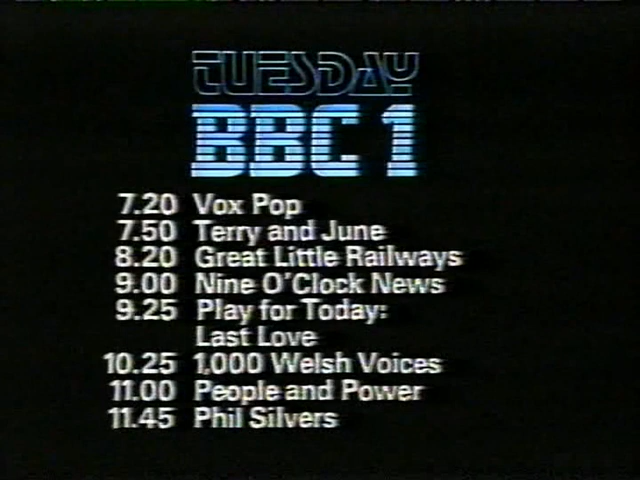 TUESDAY
BBC 1
7.20 Vox Pop
7.50 Terry and June
8.20 Great Little Railways
9.00 Nine O'Clock News
9.25 Play for Today:
Last Love
10.25 1,000 Welsh Voices
11.00 People and Power
11.45 Phil Silvers